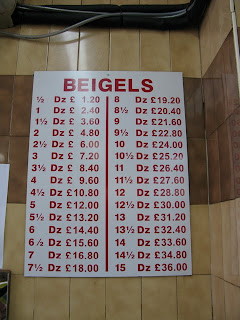 BEIGELS
½ Dz £ 1.20 8 Dz £19.20
1 Dz £ 2.40 8½ Dz £20.40
1½ Dz £ 3.60 9 Dz £21.60
2 Dz £ 4.80 9½ Dz £22.80
2½ Dz £ 6.00 10 Dz £24.00
3 Dz £ 7.20 10½ Dz £25.20
3½ Dz £ 8.40 11 Dz £26.40
4 Dz £ 9.60 11½ Dz £27.60
4½ Dz £10.80 12 Dz £28.80
5 Dz £12.00 12½ Dz £30.00
5½ Dz £13.20 13 Dz £31.20
6 Dz £14.40 13½ Dz £32.40
6½ Dz £15.60 14 Dz £33.60
7 Dz £16.80 14½ Dz £34.80
7½ Dz £18.00 15 Dz £36.00